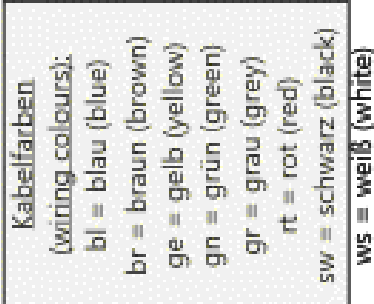 Kabelfarben
(wiring colours):
bl = blau (blue)
br = braun (brown)
ge = gelb (yellow)
gn = grün (green)
gr = grau (grey)
rt = rot (red)
sw = schwarz (black)
ws = weiß (white)